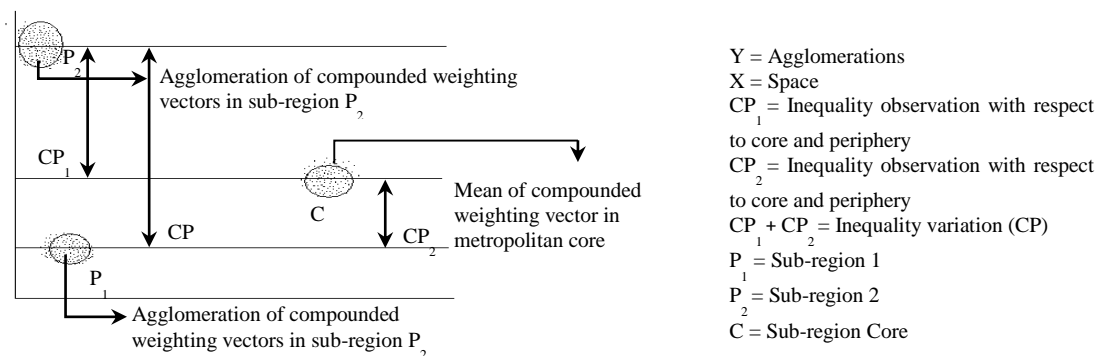 P₂
Agglomeration of compounded weighting
vectors in sub-region P₂
CP₁
C
Mean of compounded
weighting vector in
metropolitan core
CP
CP₂
P₁
Agglomeration of compounded
weighting vectors in sub-region P₂
Y = Agglomerations
X = Space
CP₁ = Inequality observation with respect
to core and periphery
CP₂ = Inequality observation with respect
to core and periphery
CP₁ + CP₂ = Inequality variation (CP)
P₁ = Sub-region 1
P₂ = Sub-region 2
C = Sub-region Core